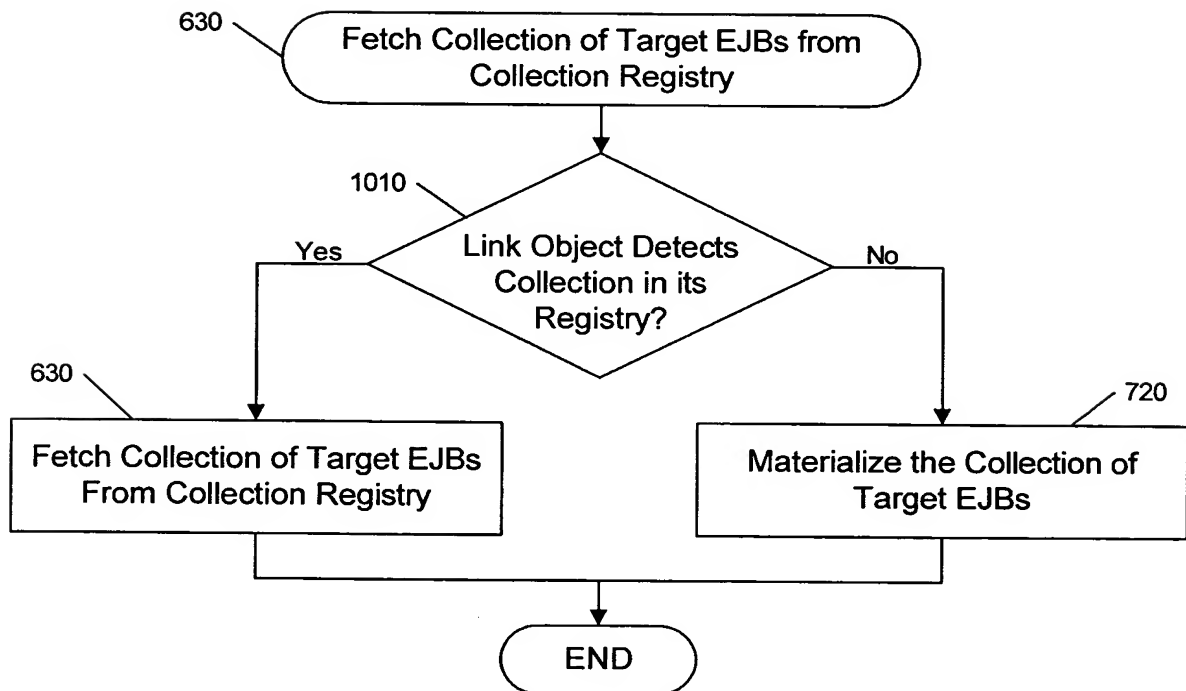 630
Fetch Collection of Target EJBs from
Collection Registry
1010
Link Object Detects
Collection in its
Registry?
Yes
No
630
Fetch Collection of Target EJBs
From Collection Registry
720
Materialize the Collection of
Target EJBs
END